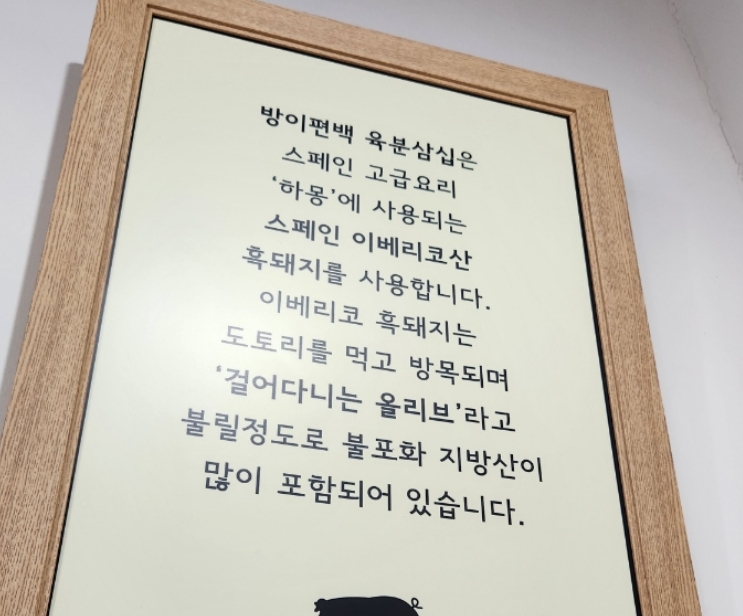 방이편백 육분삼십은
스페인 고급요리
'하몽'에 사용되는
스페인 이베리코산
흑돼지를 사용합니다.
이베리코 흑돼지는
도토리를 먹고 방목되며
'걸어다니는 올리브'라고
불릴정도로 불포화 지방산이
많이 포함되어 있습니다.